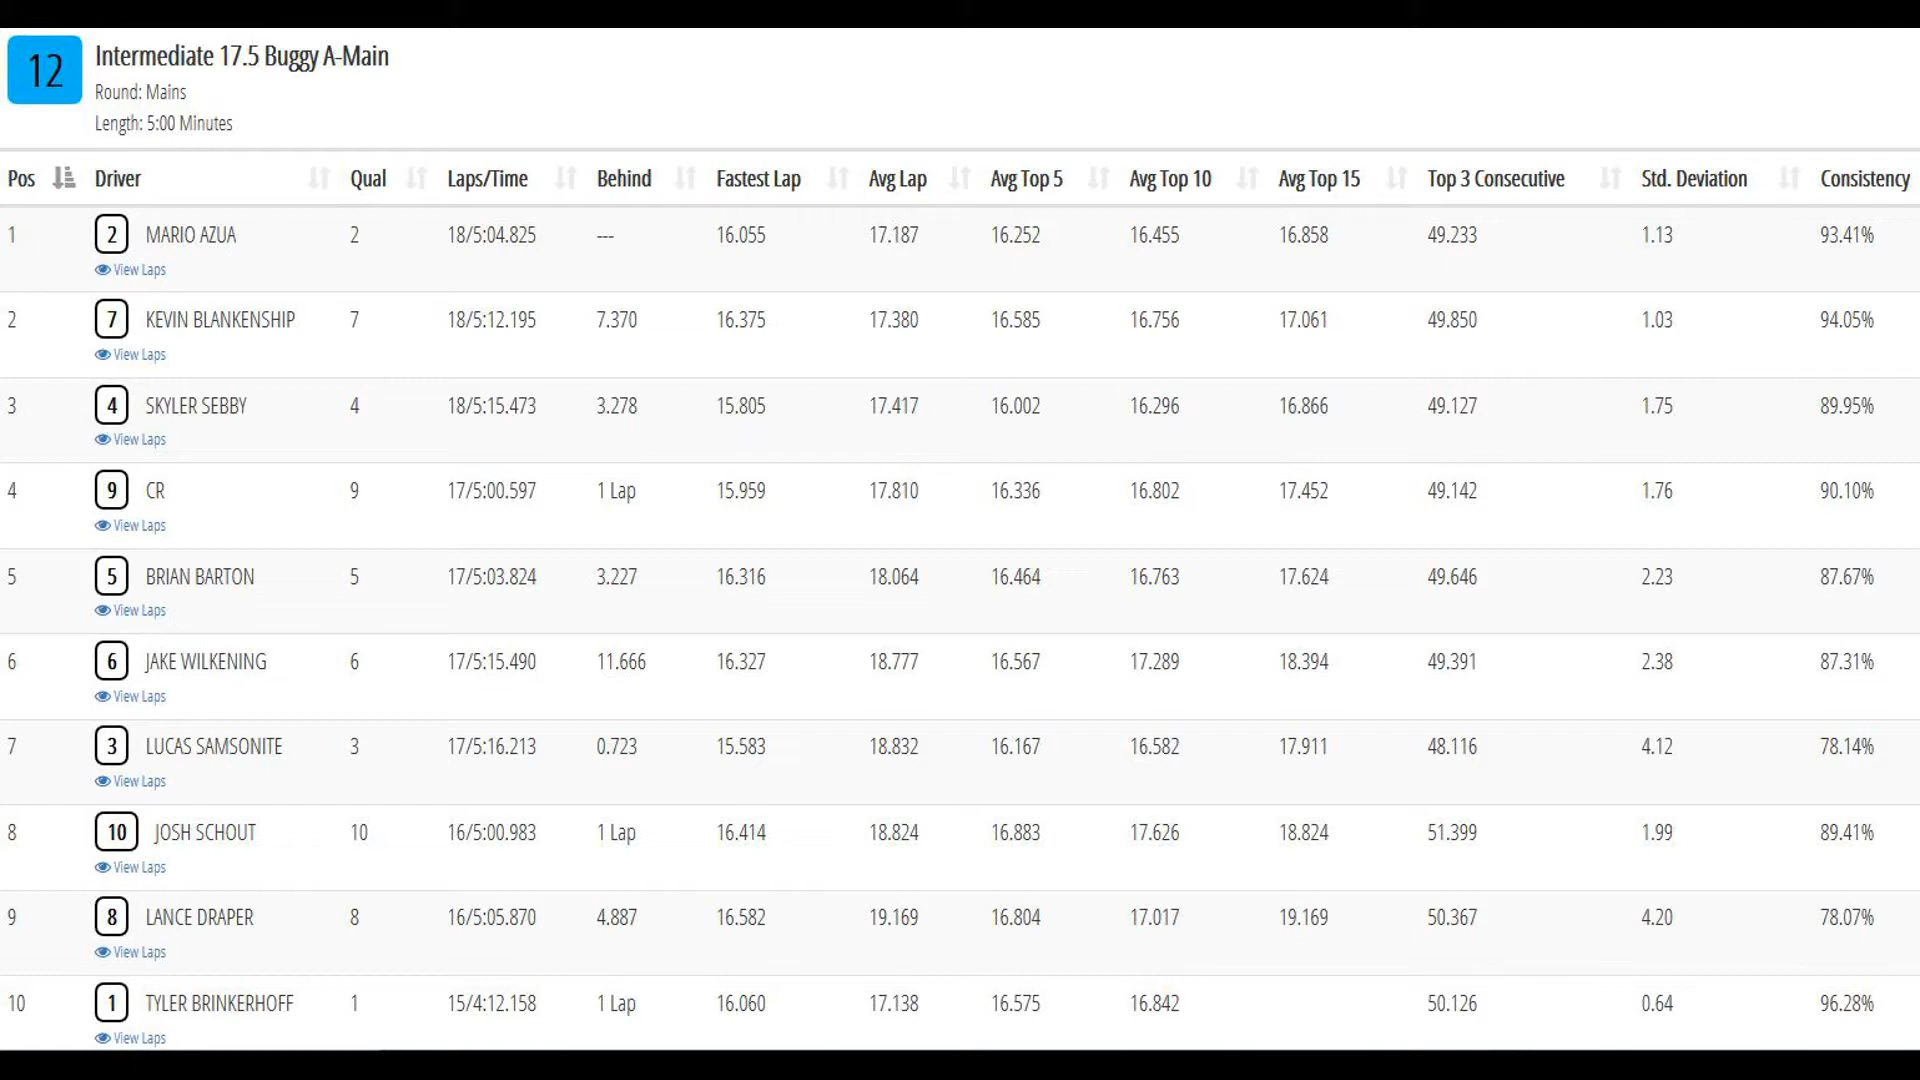 12
Intermediate 17.5 Buggy A-Main
Round: Mains
Length: 5:00 Minutes
Pos Driver Qual Laps/Time Behind Fastest Lap Avg Lap Avg Top 5 Avg Top 10 Avg Top 15 Top 3 Consecutive Std. Deviation Consistency
1 2 MARIO AZUA 2 18/5:04.825 --- 16.055 17.187 16.252 16.455 16.858 49.233 1.13 93.41%
View Laps
2 7 KEVIN BLANKENSHIP 7 18/5:12.195 7.370 16.375 17.380 16.585 16.756 17.061 49.850 1.03 94.05%
View Laps
3 4 SKYLER SEBBY 4 18/5:15.473 3.278 15.805 17.417 16.002 16.296 16.866 49.127 1.75 89.95%
View Laps
4 9 CR 9 17/5:00.597 1 Lap 15.959 17.810 16.336 16.802 17.452 49.142 1.76 90.10%
View Laps
5 5 BRIAN BARTON 5 17/5:03.824 3.227 16.316 18.064 16.464 16.763 17.624 49.646 2.23 87.67%
View Laps
6 6 JAKE WILKENING 6 17/5:15.490 11.666 16.327 18.777 16.567 17.289 18.394 49.391 2.38 87.31%
View Laps
7 3 LUCAS SAMSONITE 3 17/5:16.213 0.723 15.583 18.832 16.167 16.582 17.911 48.116 4.12 78.14%
View Laps
8 10 JOSH SCHOUT 10 16/5:00.983 1 Lap 16.414 18.824 16.883 17.626 18.824 51.399 1.99 89.41%
View Laps
9 8 LANCE DRAPER 8 16/5:05.870 4.887 16.582 19.169 16.804 17.017 19.169 50.367 4.20 78.07%
View Laps
10 1 TYLER BRINKERHOFF 1 15/4:12.158 1 Lap 16.060 17.138 16.575 16.842 50.126 0.64 96.28%
View Laps